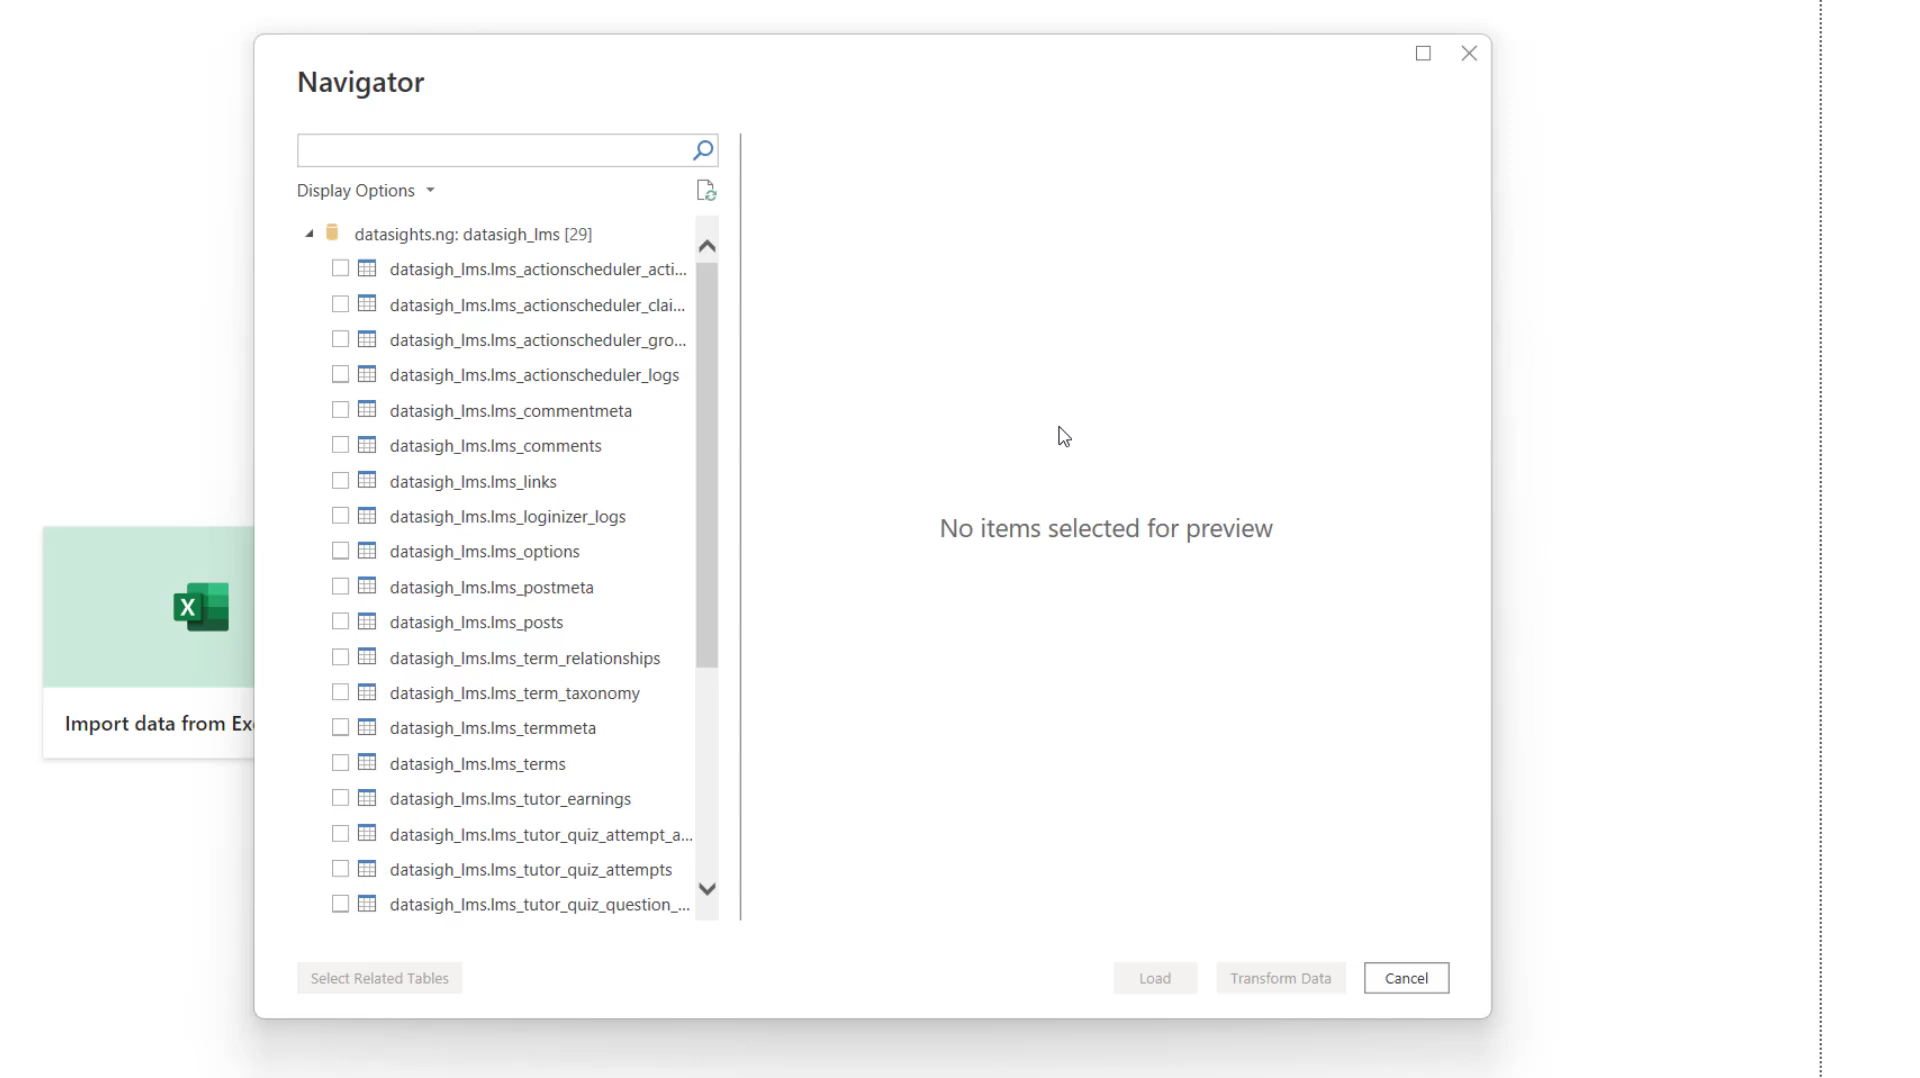 Navigator
Display Options
datasights.ng: datasigh_lms [29]
datasigh_lms.lms_actionscheduler_acti...
datasigh_lms.lms_actionscheduler_clai...
datasigh_lms.lms_actionscheduler_gro...
datasigh_lms.lms_actionscheduler_logs
datasigh_lms.lms_commentmeta
datasigh_lms.lms_comments
datasigh_lms.lms_links
datasigh_lms.lms_loginizer_logs
datasigh_lms.lms_options
datasigh_lms.lms_postmeta
datasigh_lms.lms_posts
datasigh_lms.lms_term_relationships
datasigh_lms.lms_term_taxonomy
datasigh_lms.lms_termmeta
datasigh_lms.lms_terms
datasigh_lms.lms_tutor_earnings
datasigh_lms.lms_tutor_quiz_attempt_a...
datasigh_lms.lms_tutor_quiz_attempts
datasigh_lms.lms_tutor_quiz_question_...
No items selected for preview
X
Import data from Ex
Select Related Tables
Load
Transform Data
Cancel